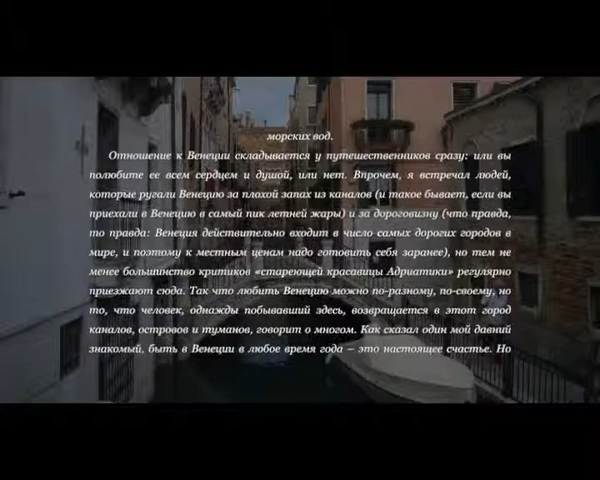 морских вод.
Отношение к Венеции складывается у путешественников сразу: или вы
полюбите ее всем сердцем и душой, или нет. Впрочем, я встречал людей,
которые ругали Венецию за плохой запах из каналов (и такое бывает, если вы
приехали в Венецию в самый пик летней жары) и за дороговизну (что правда,
то правда: Венеция действительно входит в число самых дорогих городов в
мире, и поэтому к местным ценам надо готовить себя заранее), но тем не
менее большинство критиков «стареющей красавицы Адриатики» регулярно
приезжают сюда. Так что любить Венецию можно по-разному, по-своему, но
то, что человек, однажды побывавший здесь, возвращается в этот город
каналов, островов и туманов, говорит о многом. Как сказал один мой давний
знакомый, быть в Венеции в любое время года – это настоящее счастье. Но